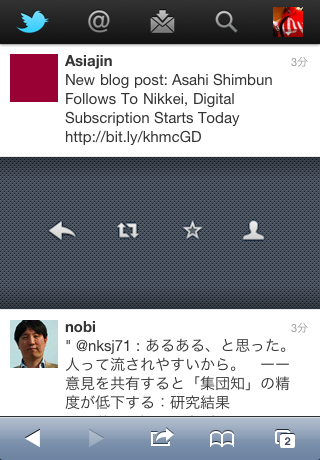 @
Asiajin
3分
New blog post: Asahi Shimbun
Follows To Nikkei, Digital
Subscription Starts Today
http://bit.ly/khmcGD
nobi
3分
" @nksj71 : あるある、と思った。
人って流されやすいから。　ーー
意見を共有すると「集団知」の精
度が低下する：研究結果
2